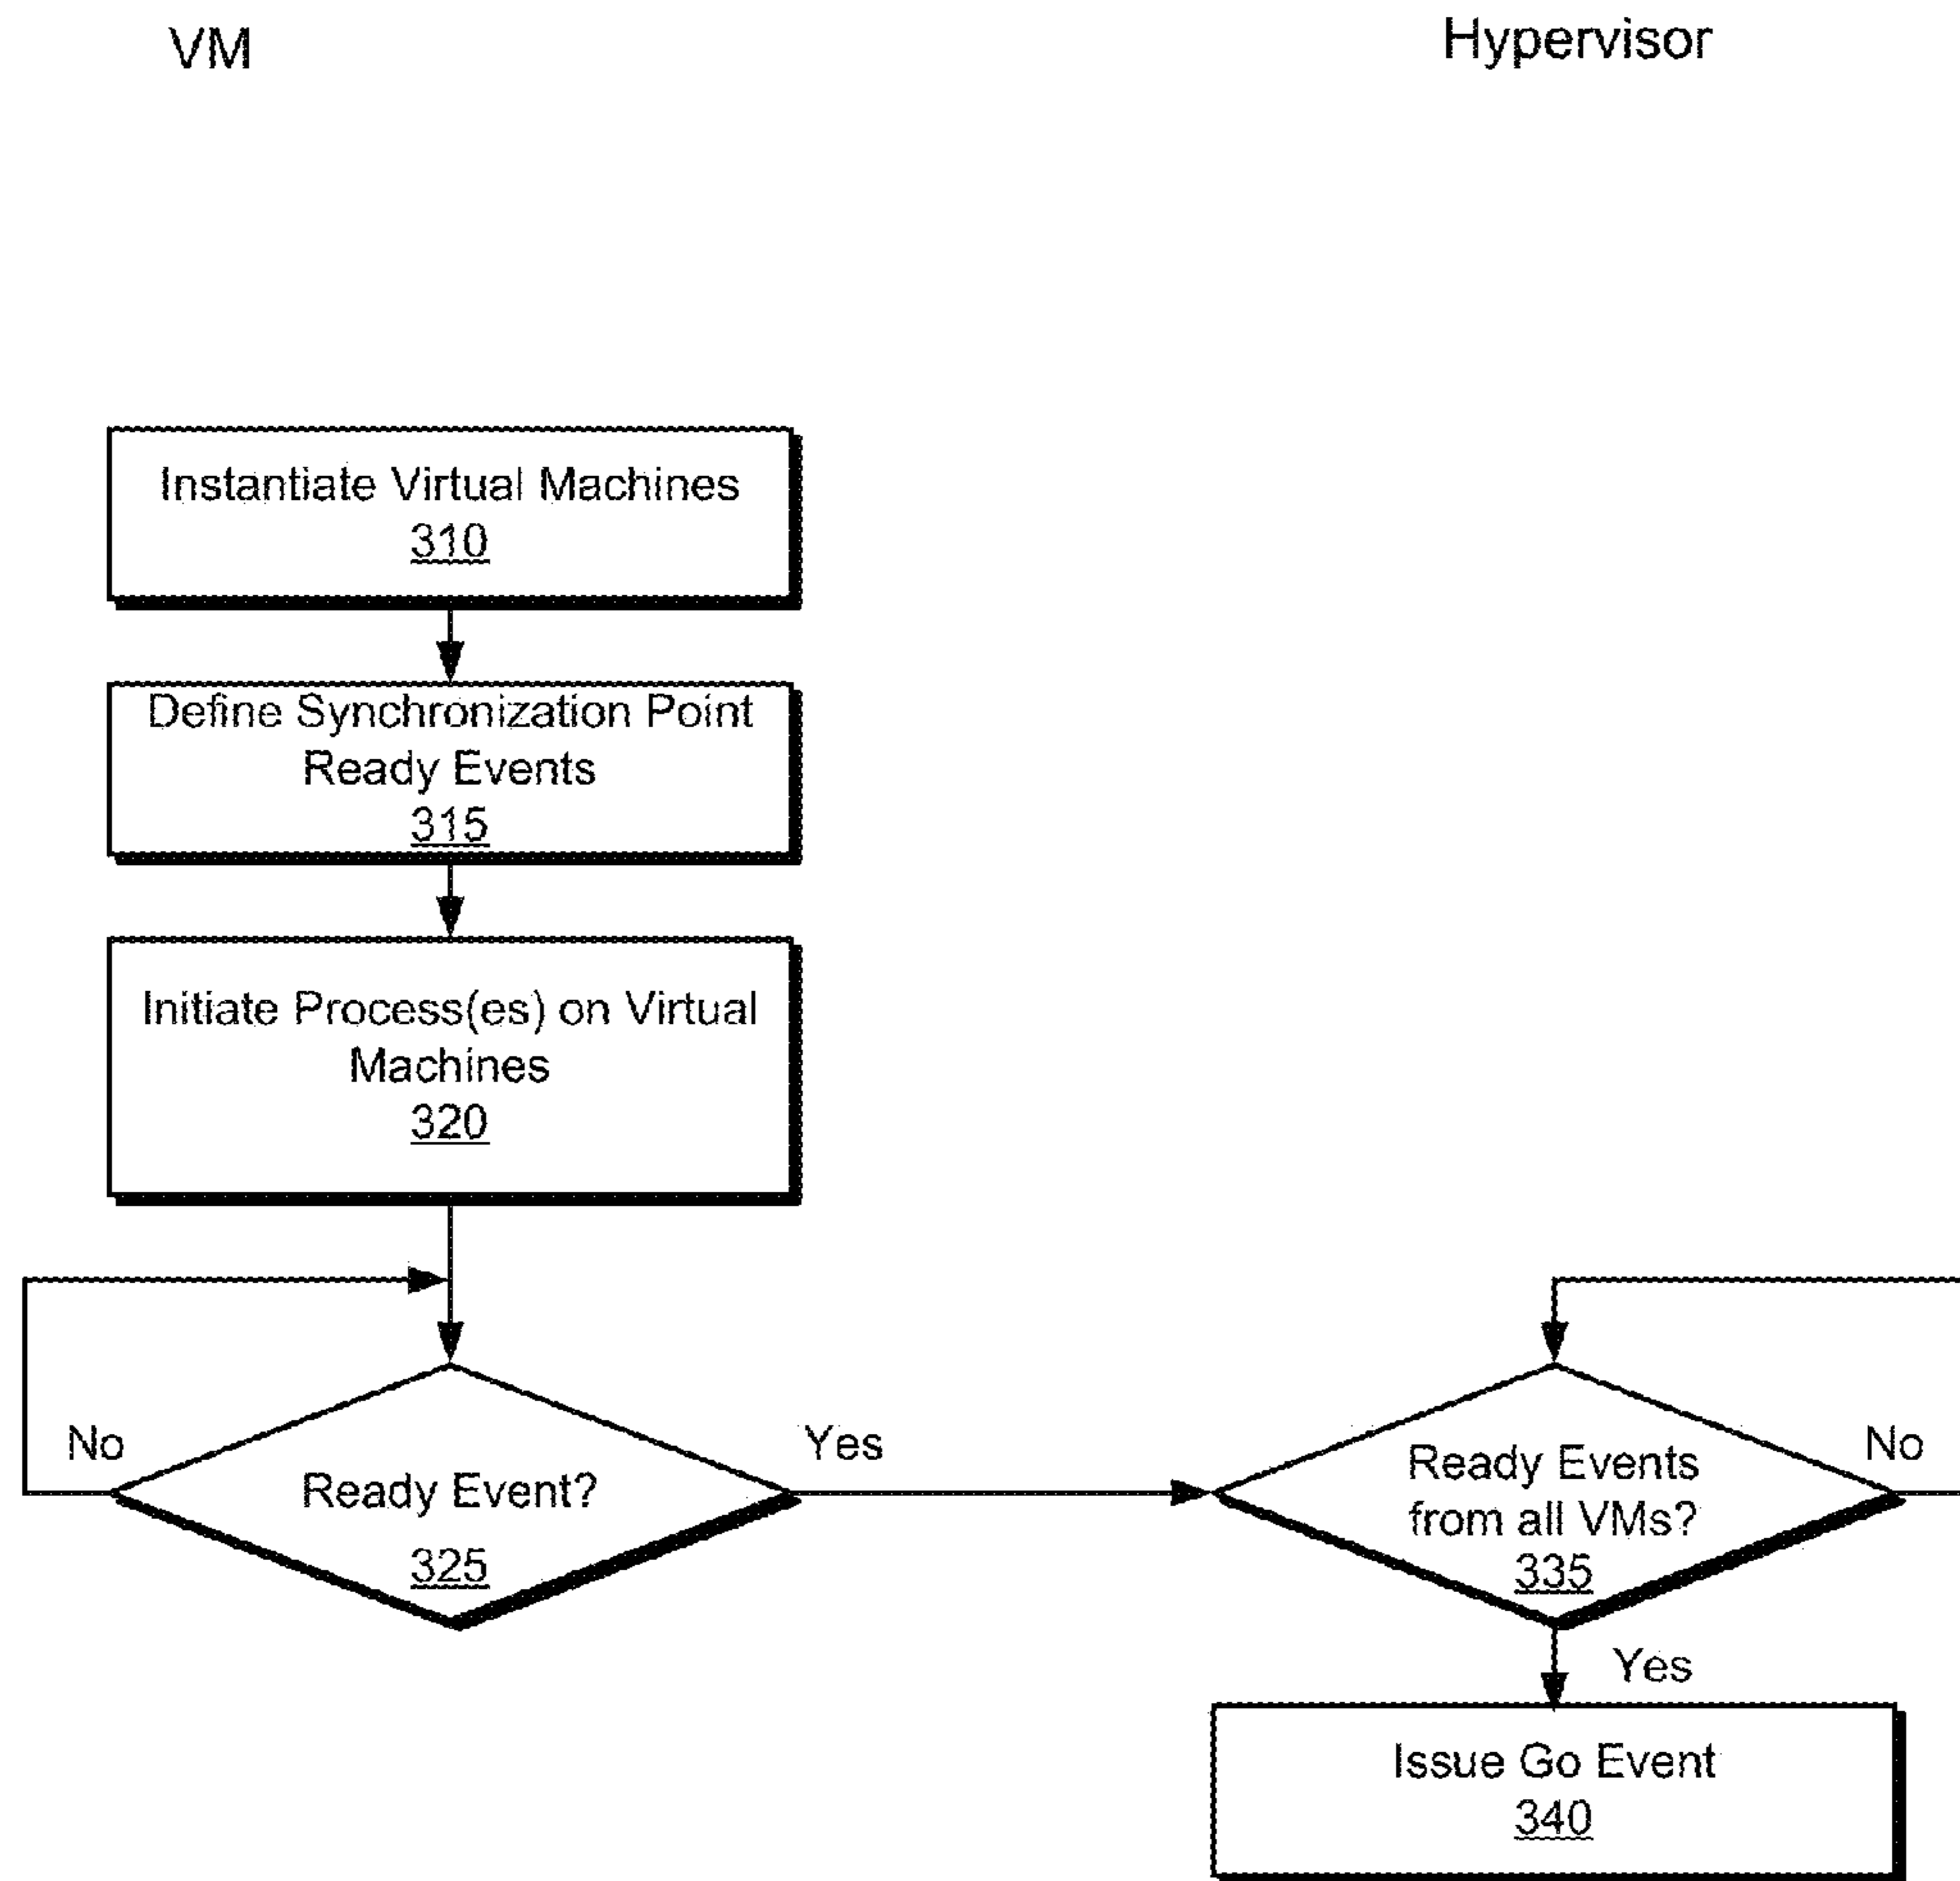 VM
Hypervisor
Instantiate Virtual Machines
310
Define Synchronization Point
Ready Events
315
Initiate Process(es) on Virtual
Machines
320
No
Ready Event?
325
Yes
Ready Events
from all VMs?
335
No
Yes
Issue Go Event
340